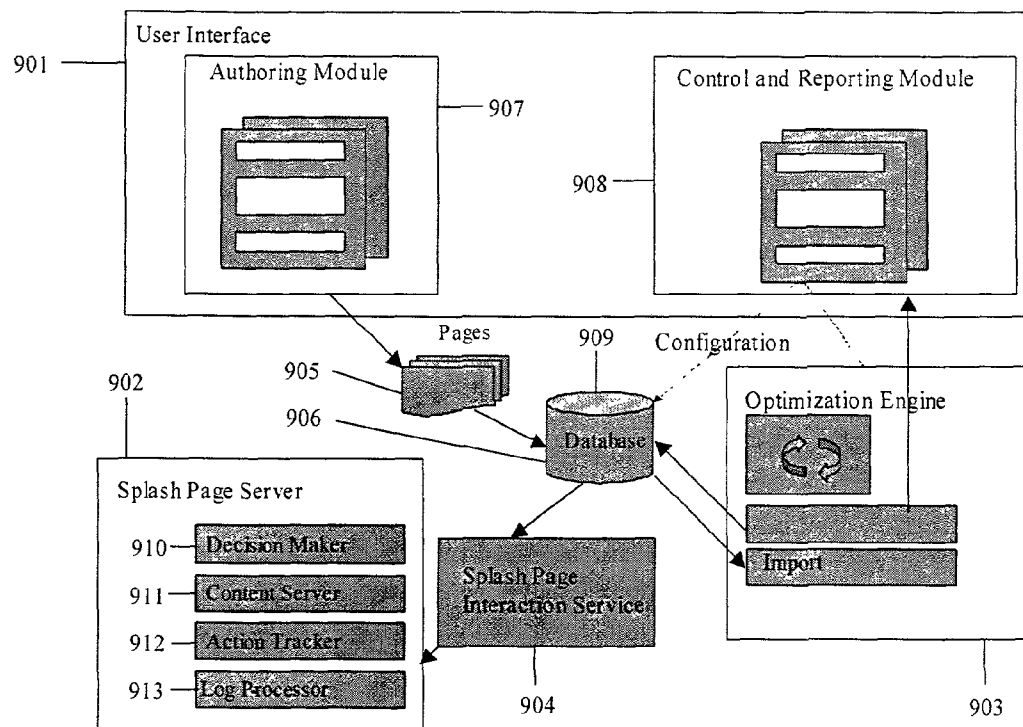 User Interface
901
Authoring Module
907
Control and Reporting Module
908
Pages
909
Configuration
902
905
906
Database
Optimization Engine
Import
Splash Page Server
910
Decision Maker
911
Content Server
912
Action Tracker
913
Log Processor
Splash Page
Interaction Service
904
903